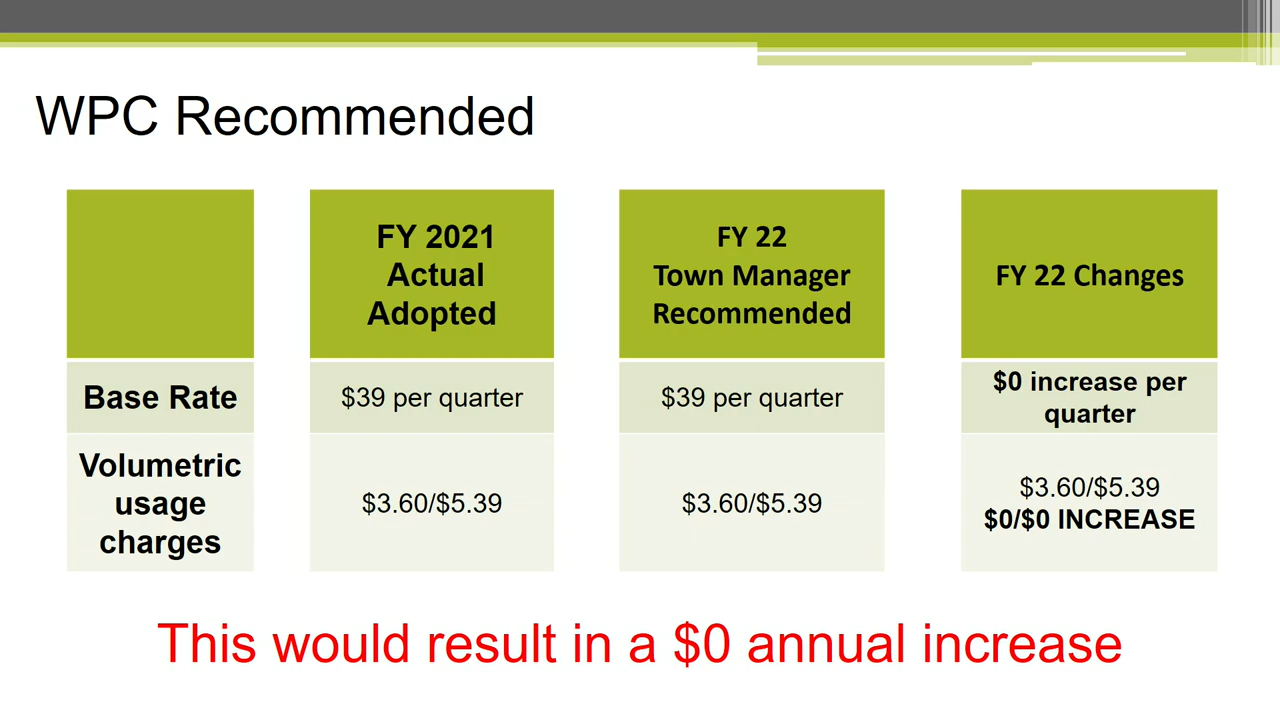 WPC Recommended
FY 2021
Actual
Adopted
FY 22
Town Manager
Recommended
FY 22 Changes
Base Rate
$39 per quarter
$39 per quarter
$0 increase per
quarter
Volumetric
usage
charges
$3.60/$5.39
$3.60/$5.39
$3.60/$5.39
$0/$0 INCREASE
This would result in a $0 annual increase